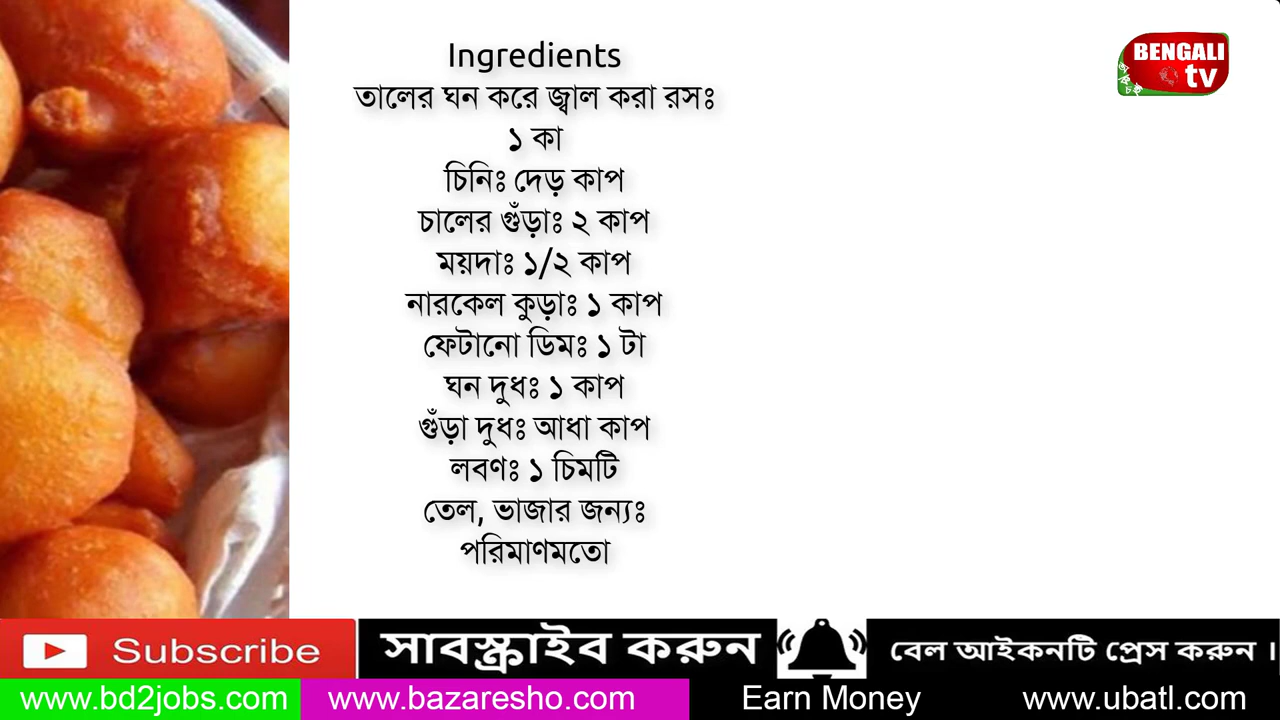 Ingredients
তালের ঘন করে জ্বাল করা রসঃ
১ কা
চিনিঃ দেড় কাপ
চালের গুঁড়াঃ ২ কাপ
ময়দাঃ ১/২ কাপ
নারকেল কুড়াঃ ১ কাপ
ফেটানো ডিমঃ ১ টা
ঘন দুধঃ ১ কাপ
গুঁড়া দুধঃ আধা কাপ
লবণঃ ১ চিমটি
তেল, ভাজার জন্যঃ
পরিমাণমতো
BENGALI
tv
Subscribe সাবস্ক্রাইব করুন বেল আইকনটি প্রেস করুন ।
www.bd2jobs.com www.bazaresho.com Earn Money www.ubatl.com